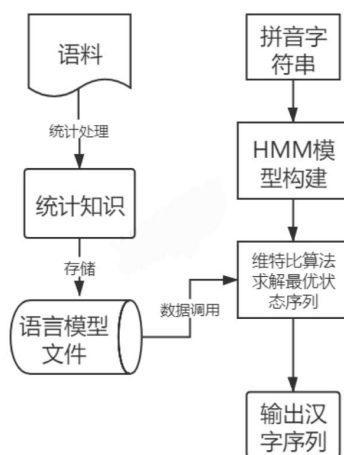 语料
统计处理
统计知识
存储
语言模型
文件
数据调用
拼音字
符串
HMM模
型构建
维特比算法
求解最优状
态序列
输出汉
字序列